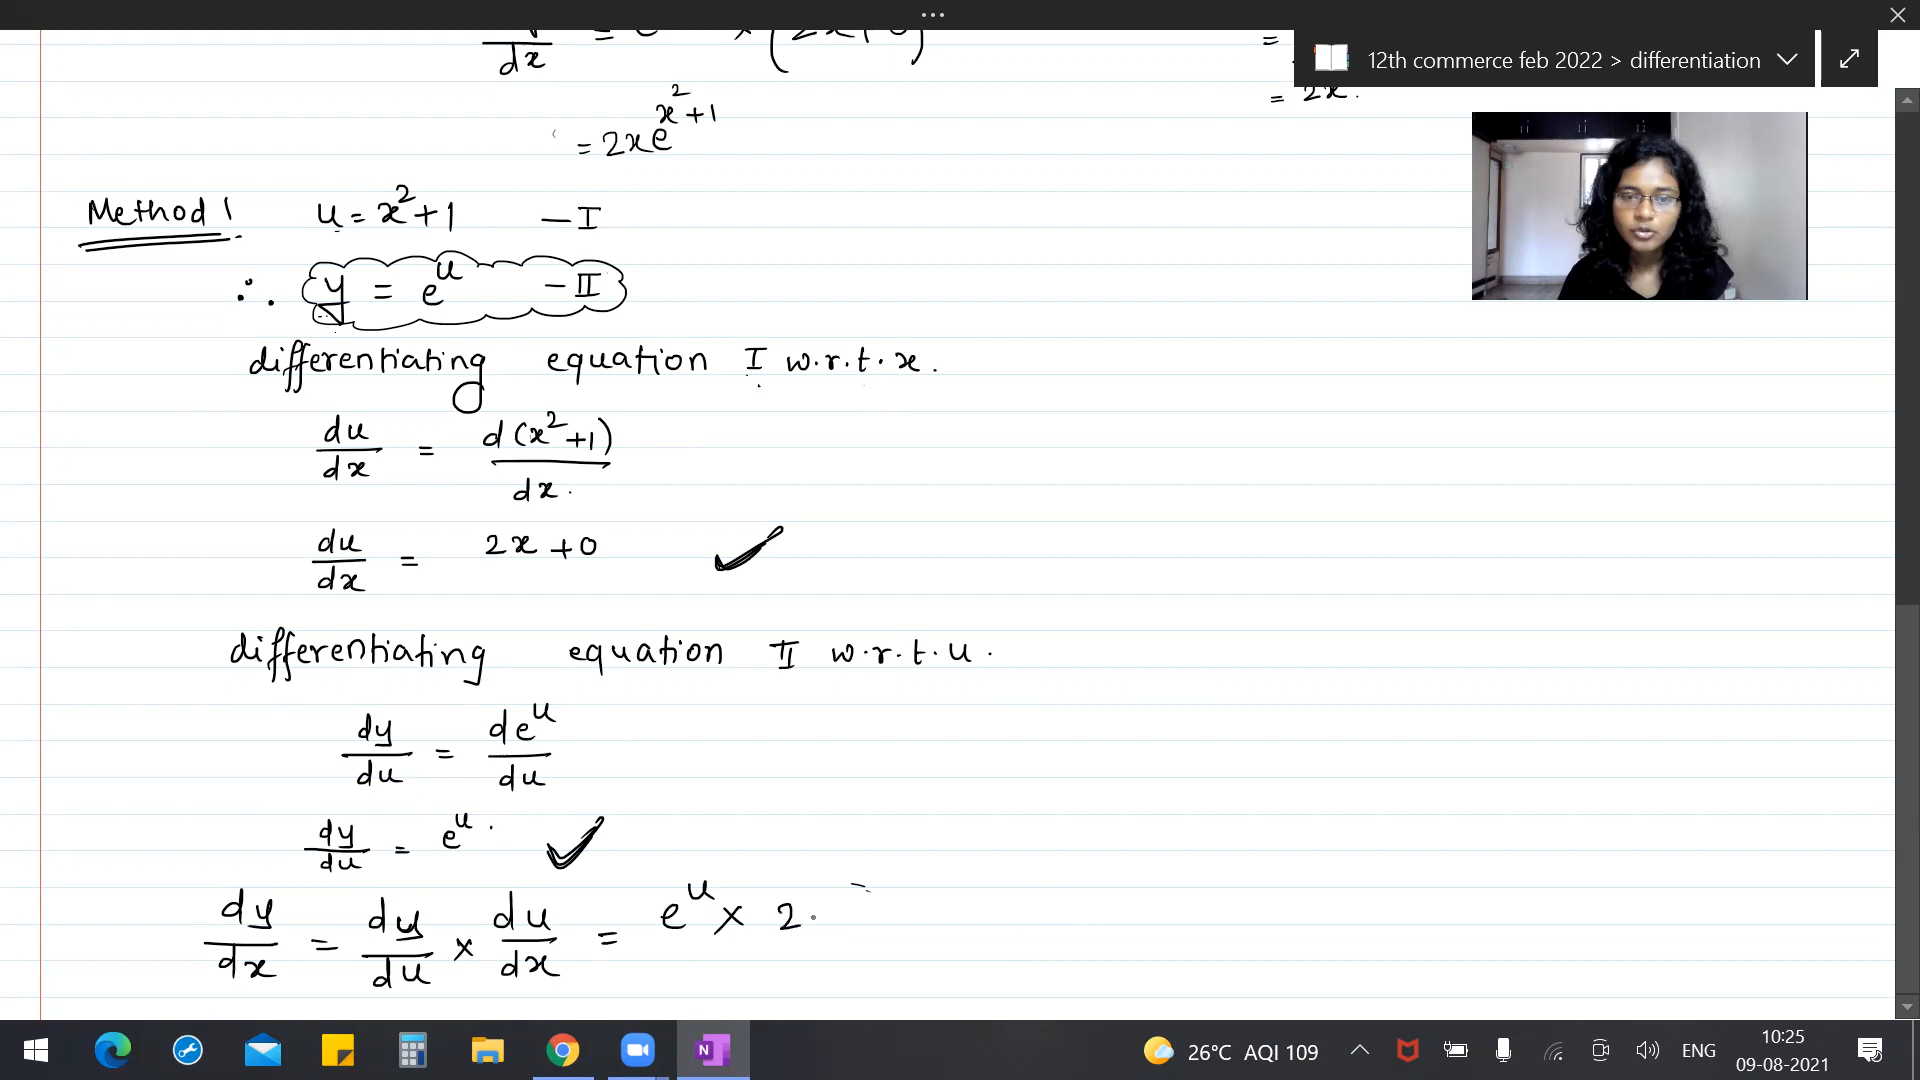 dx
12th commerce feb 2022 > differentiation
= 2x.
= 2xe^(x²+1)
Method 1 u = x²+1 – I
∴ y = e^u – II
differentiating equation I w.r.t. x.
du/dx = d(x²+1)/dx.
du/dx = 2x+0 ✓
differentiating equation II w.r.t. u.
dy/du = de^u/du
dy/du = e^u. ✓
dy/dx = dy/du × du/dx = e^u × 2
26°C AQI 109
ENG
10:25
09-08-2021